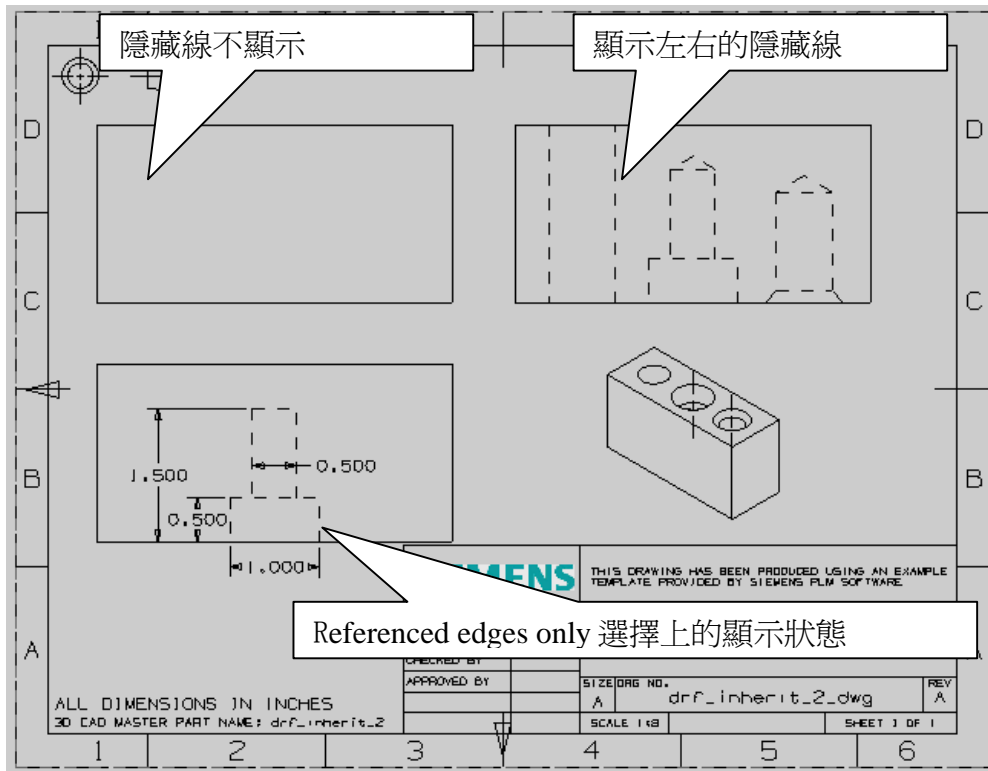 隱藏線不顯示
顯示左右的隱藏線
D
D
C
C
B
B
1.500
0.500
0.500
1.000
THIS DRAWING HAS BEEN PRODUCED USING AN EXAMPLE
TEMPLATE PROVIDED BY SIEMENS PLM SOFTWARE
Referenced edges only 選擇上的顯示狀態
A
CHECKED BY
APPROVED BY
SIZE
DRG NO.
REV
A
drf_inherit_2_dwg
A
ALL DIMENSIONS IN INCHES
3D CAD MASTER PART NAME: drf_inherit_2
SCALE 1:8
SHEET 1 OF 1
1
2
3
4
5
6